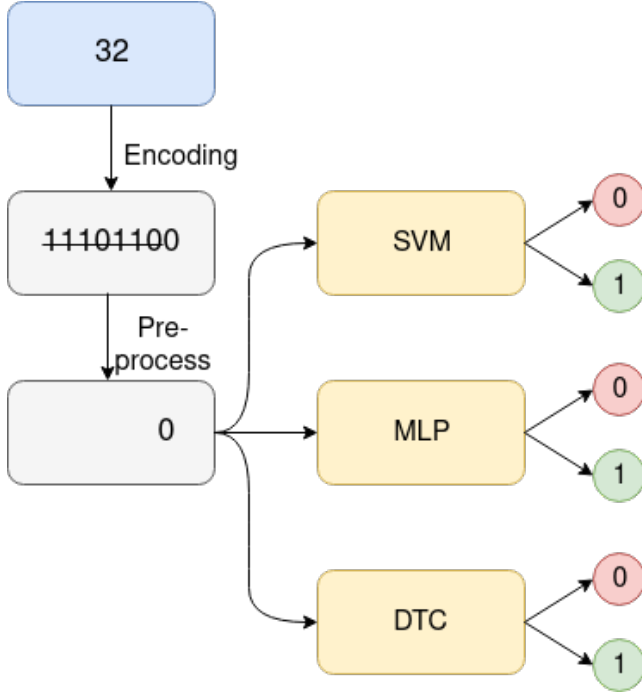 32
Encoding
11101100
Pre-
process
0
SVM
0
1
MLP
0
1
DTC
0
1